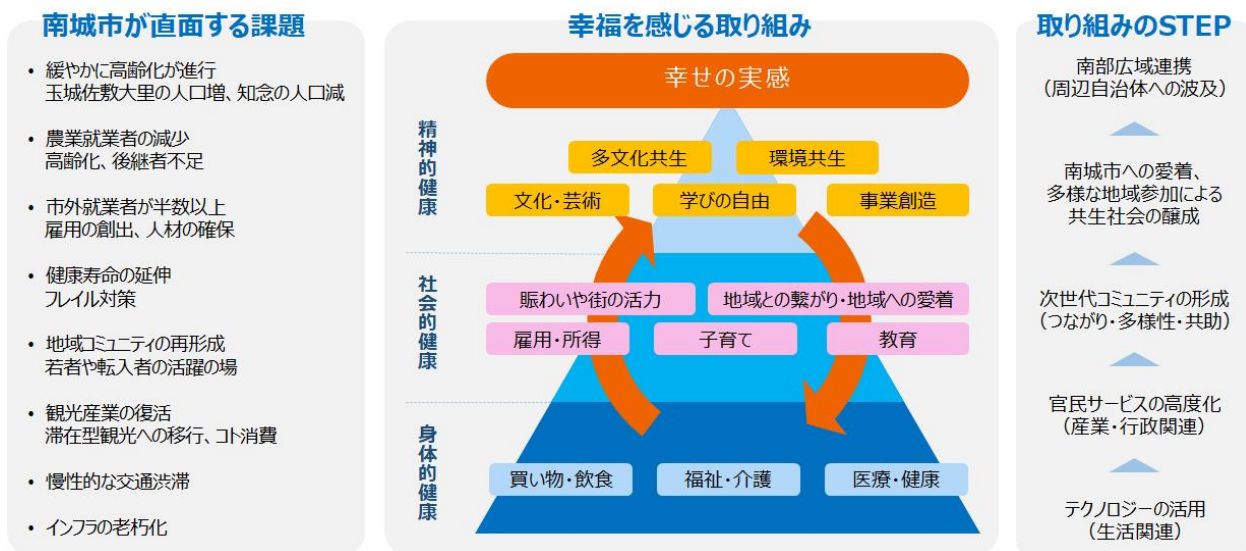 南城市が直面する課題
• 緩やかに高齢化が進行
玉城佐敷大里の人口増、知念の人口減
• 農業就業者の減少
高齢化、後継者不足
• 市外就業者が半数以上
雇用の創出、人材の確保
• 健康寿命の延伸
フレイル対策
• 地域コミュニティの再形成
若者や転入者の活躍の場
• 観光産業の復活
滞在型観光への移行、コト消費
• 慢性的な交通渋滞
• インフラの老朽化
幸福を感じる取り組み
幸せの実感
精神的健康
多文化共生
環境共生
文化・芸術
学びの自由
事業創造
社会的健康
賑わいや街の活力
地域との繋がり・地域への愛着
雇用・所得
子育て
教育
身体的健康
買い物・飲食
福祉・介護
医療・健康
取り組みのSTEP
南部広域連携
(周辺自治体への波及)
南城市への愛着、
多様な地域参加による
共生社会の醸成
次世代コミュニティの形成
(つながり・多様性・共助)
官民サービスの高度化
(産業・行政関連)
テクノロジーの活用
(生活関連)